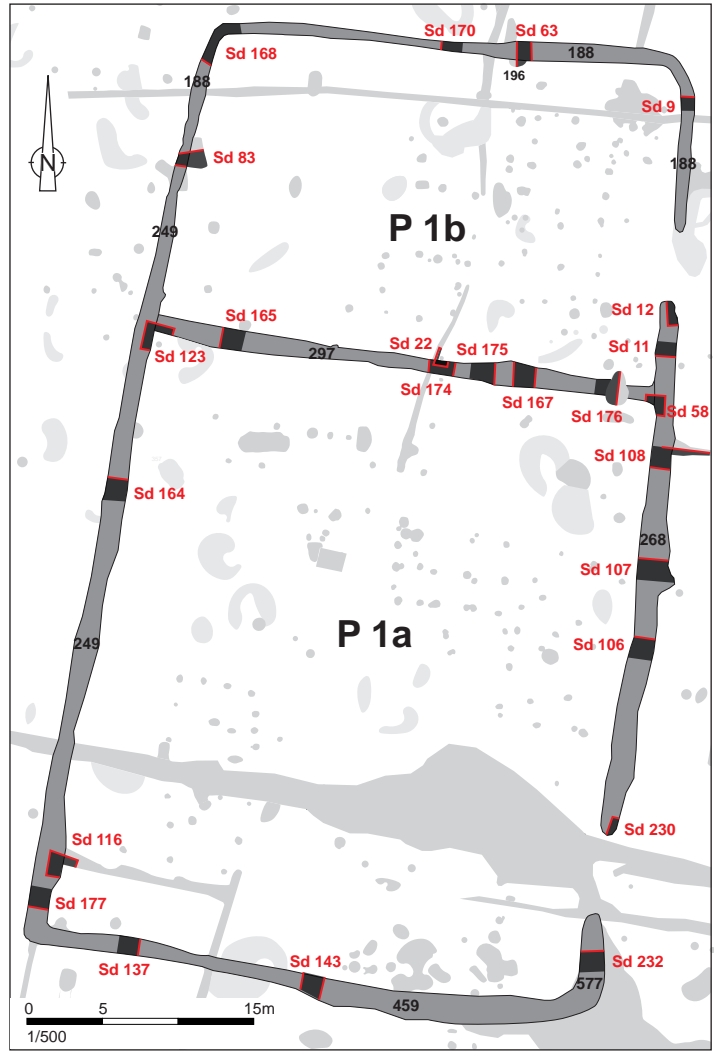 Sd 170
Sd 63
188
Sd 168
196
188
Sd 9
N
Sd 83
188
P 1b
249
Sd 12
Sd 165
Sd 22
Sd 175
Sd 11
297
Sd 123
Sd 174
Sd 167
Sd 176
Sd 58
Sd 108
Sd 164
268
Sd 107
P 1a
249
Sd 106
Sd 230
Sd 116
Sd 177
Sd 137
Sd 143
Sd 232
577
459
0 5 15m
1/500